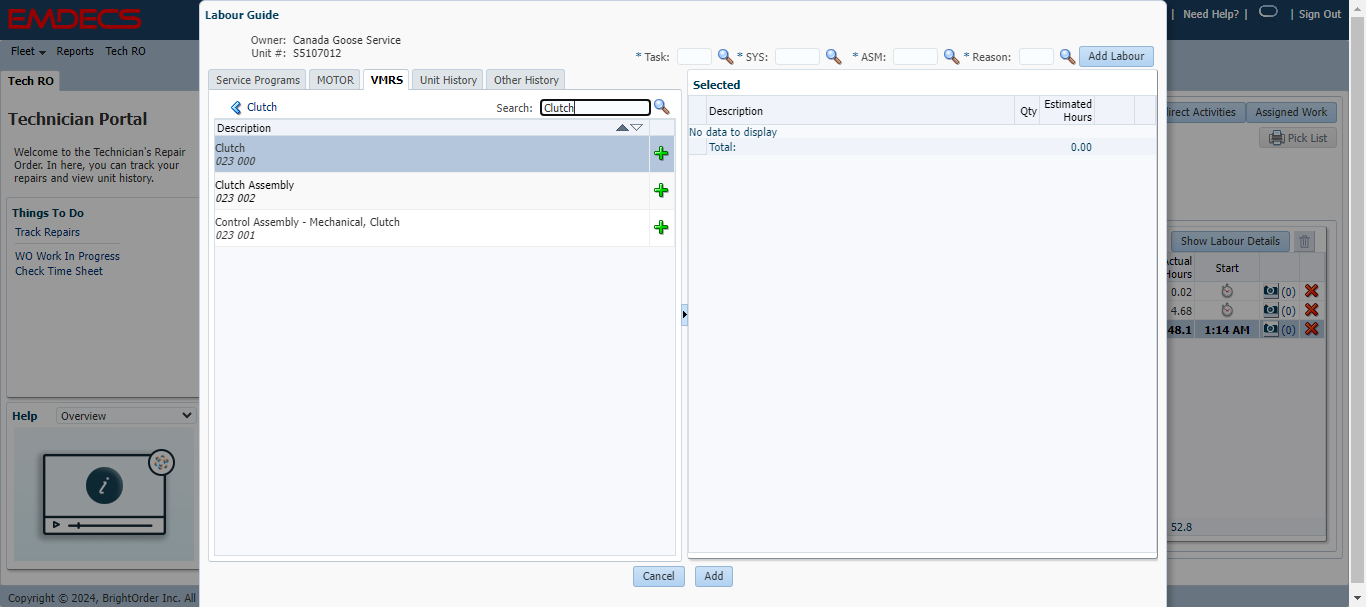 EMDECS
Fleet Reports Tech RO
Tech RO
Technician Portal
Welcome to the Technician's Repair
Order. In here, you can track your
repairs and view unit history.
Things To Do
Track Repairs
WO Work In Progress
Check Time Sheet
Help Overview
i
Copyright © 2024, BrightOrder Inc. All
Labour Guide
Owner: Canada Goose Service
Unit #: S5107012
* Task: * SYS: * ASM: * Reason: Add Labour
Service Programs MOTOR VMRS Unit History Other History
Clutch Search: Clutch
Description
Clutch
023 000
Clutch Assembly
023 002
Control Assembly - Mechanical, Clutch
023 001
Selected
Description Qty Estimated
Hours
No data to display
Total: 0.00
Cancel Add
| Need Help? | | Sign Out
irect Activities Assigned Work
Pick List
Show Labour Details
Actual
Hours Start
0.02 (0)
4.68 (0)
48.1 1:14 AM (0)
52.8